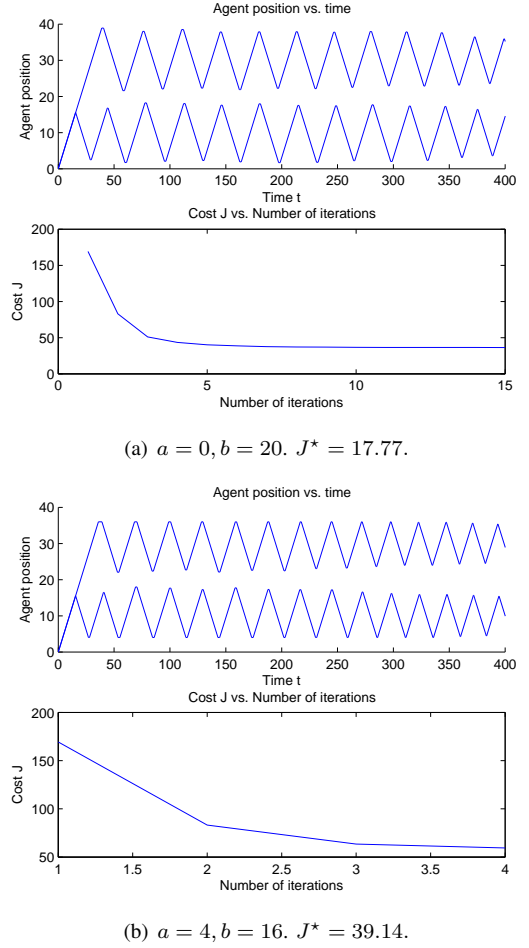 Agent position vs. time
40
30
20
10
0
Agent position
0 50 100 150 200 250 300 350 400
Time t
Cost J vs. Number of iterations
200
150
100
50
0
Cost J
0 5 10 15
Number of iterations
(a) a = 0, b = 20. J⋆ = 17.77.
Agent position vs. time
40
30
20
10
0
Agent position
0 50 100 150 200 250 300 350 400
Time t
Cost J vs. Number of iterations
200
150
100
50
Cost J
1 1.5 2 2.5 3 3.5 4
Number of iterations
(b) a = 4, b = 16. J⋆ = 39.14.